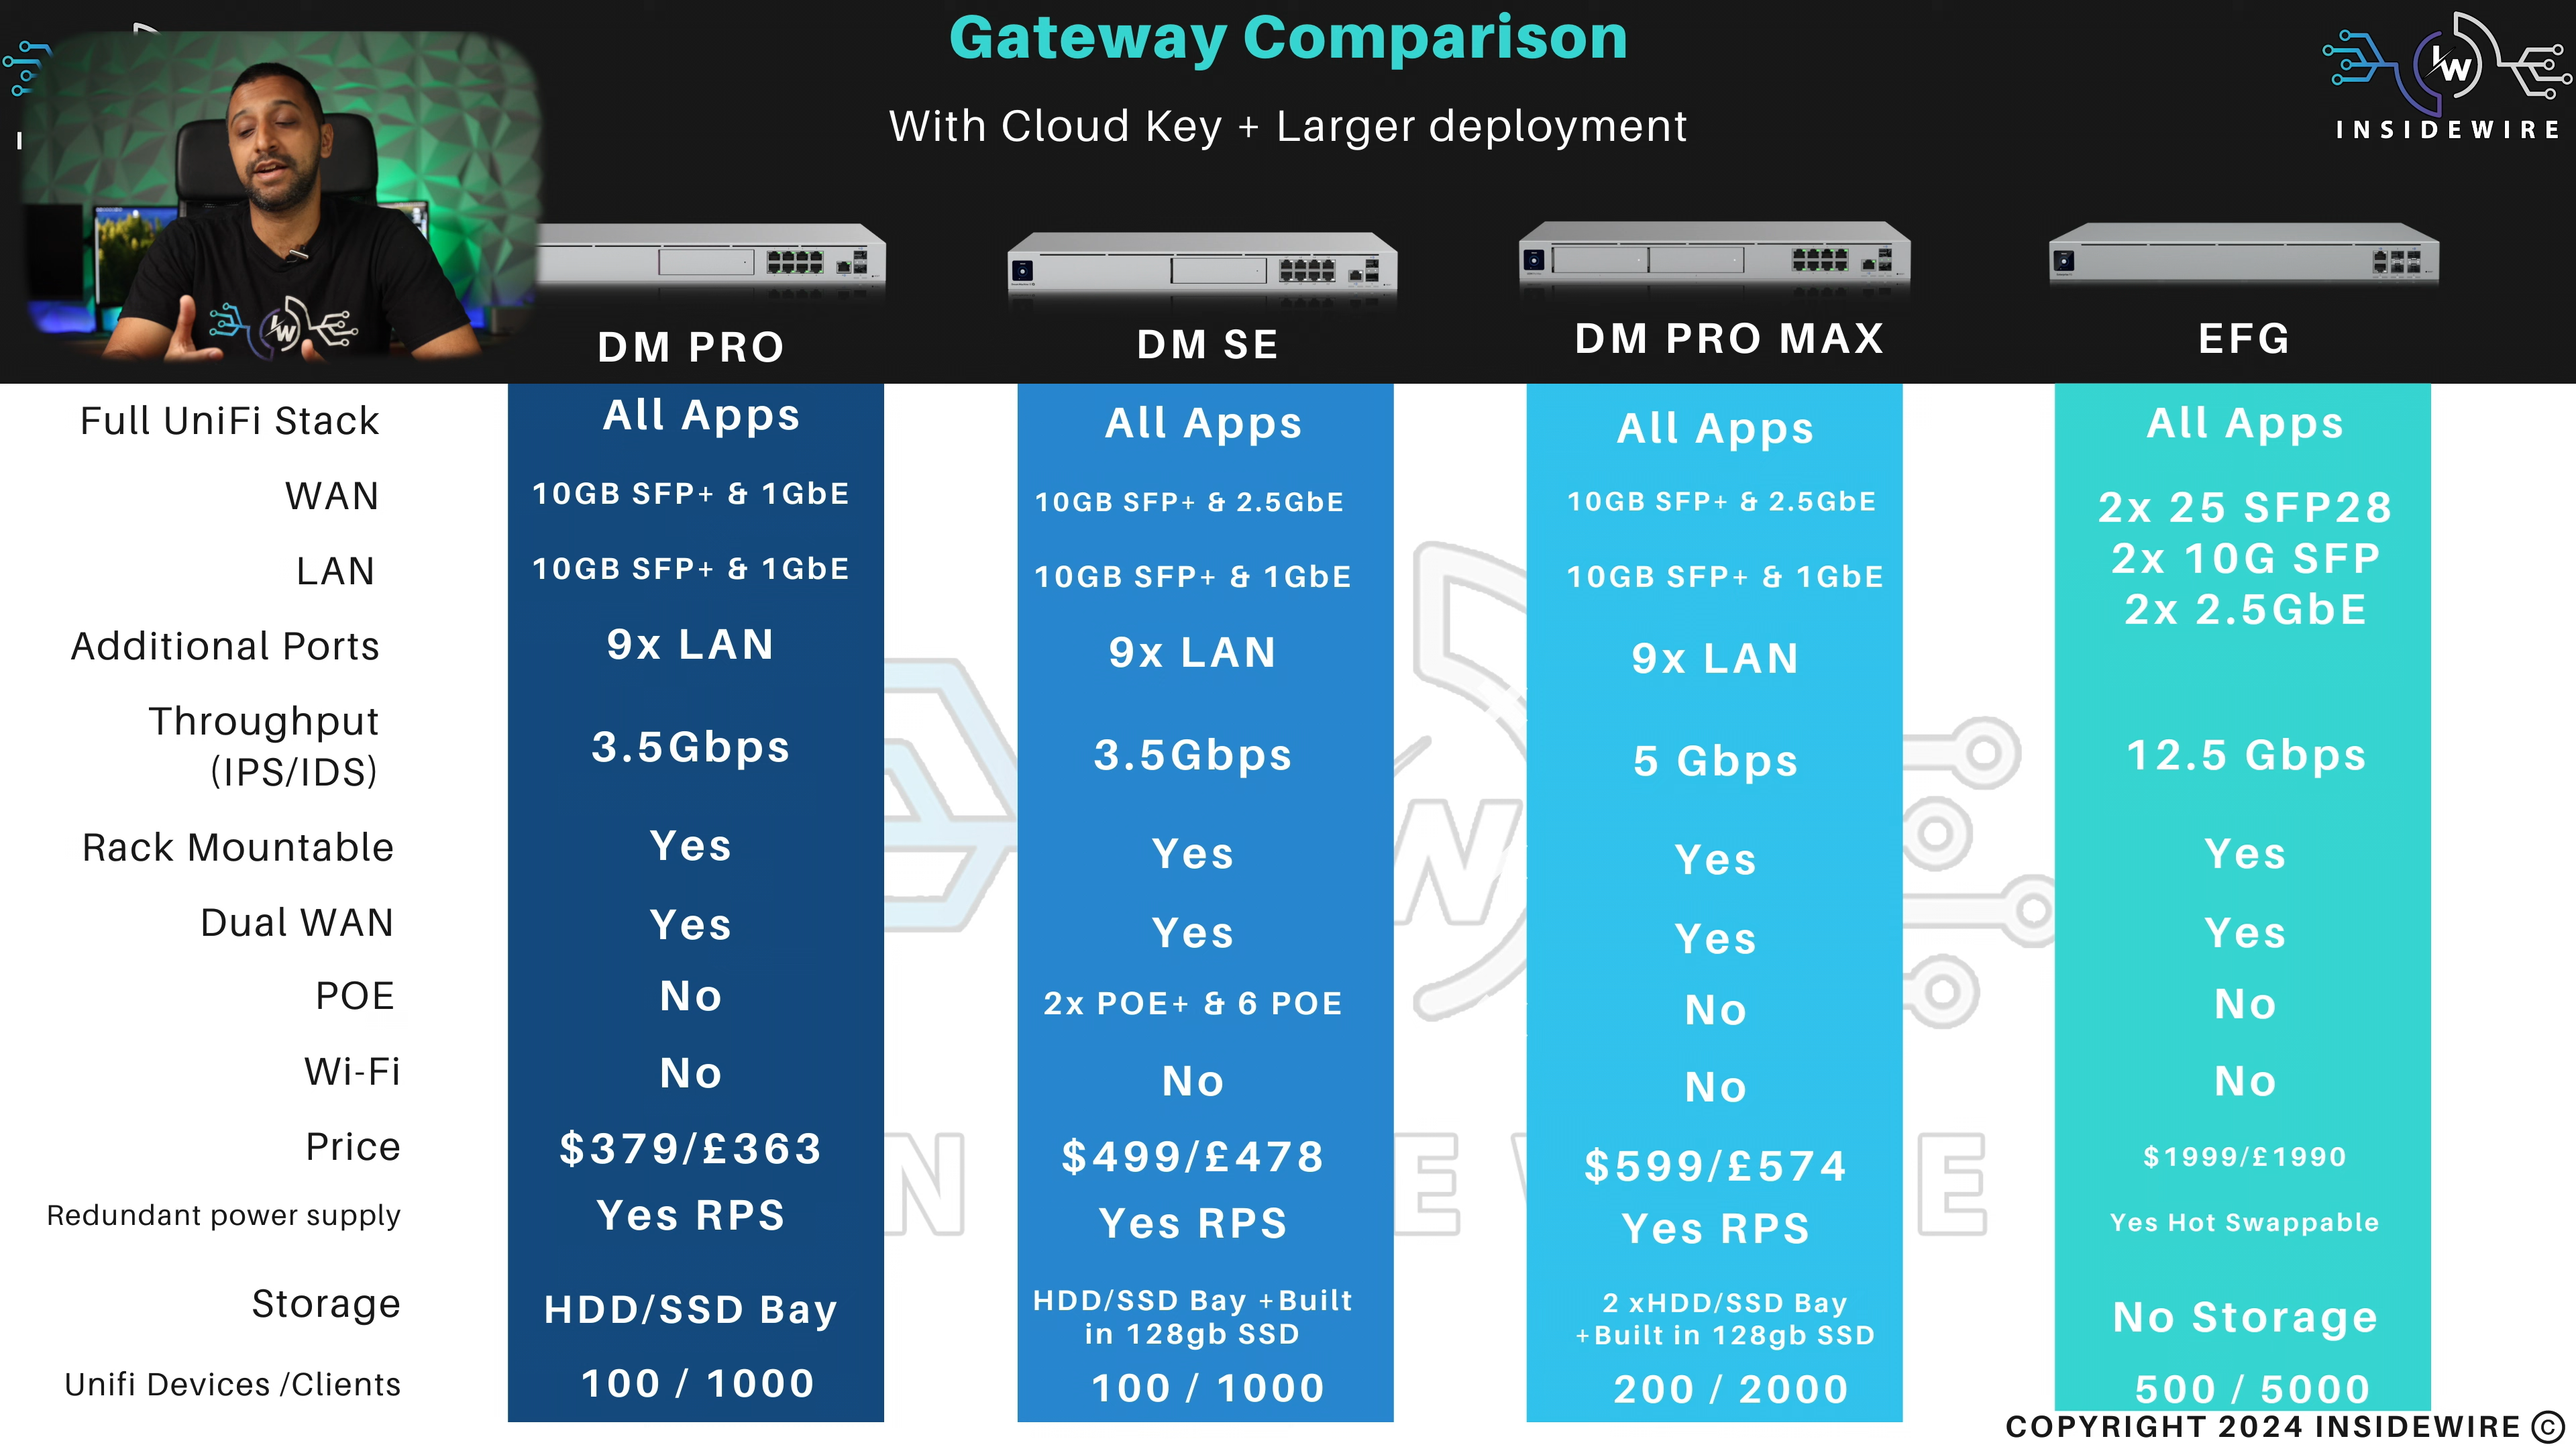 Gateway Comparison
With Cloud Key + Larger deployment
INSIDEWIRE
DM PRO
DM SE
DM PRO MAX
EFG
Full UniFi Stack
All Apps
All Apps
All Apps
All Apps
WAN
10GB SFP+ & 1GbE
10GB SFP+ & 2.5GbE
10GB SFP+ & 2.5GbE
2x 25 SFP28
2x 10G SFP
2x 2.5GbE
LAN
10GB SFP+ & 1GbE
10GB SFP+ & 1GbE
10GB SFP+ & 1GbE
Additional Ports
9x LAN
9x LAN
9x LAN
Throughput
(IPS/IDS)
3.5Gbps
3.5Gbps
5 Gbps
12.5 Gbps
Rack Mountable
Yes
Yes
Yes
Yes
Dual WAN
Yes
Yes
Yes
Yes
POE
No
2x POE+ & 6 POE
No
No
Wi-Fi
No
No
No
No
Price
$379/£363
$499/£478
$599/£574
$1999/£1990
Redundant power supply
Yes RPS
Yes RPS
Yes RPS
Yes Hot Swappable
Storage
HDD/SSD Bay
HDD/SSD Bay +Built
in 128gb SSD
2 xHDD/SSD Bay
+Built in 128gb SSD
No Storage
Unifi Devices /Clients
100 / 1000
100 / 1000
200 / 2000
500 / 5000
COPYRIGHT 2024 INSIDEWIRE ©